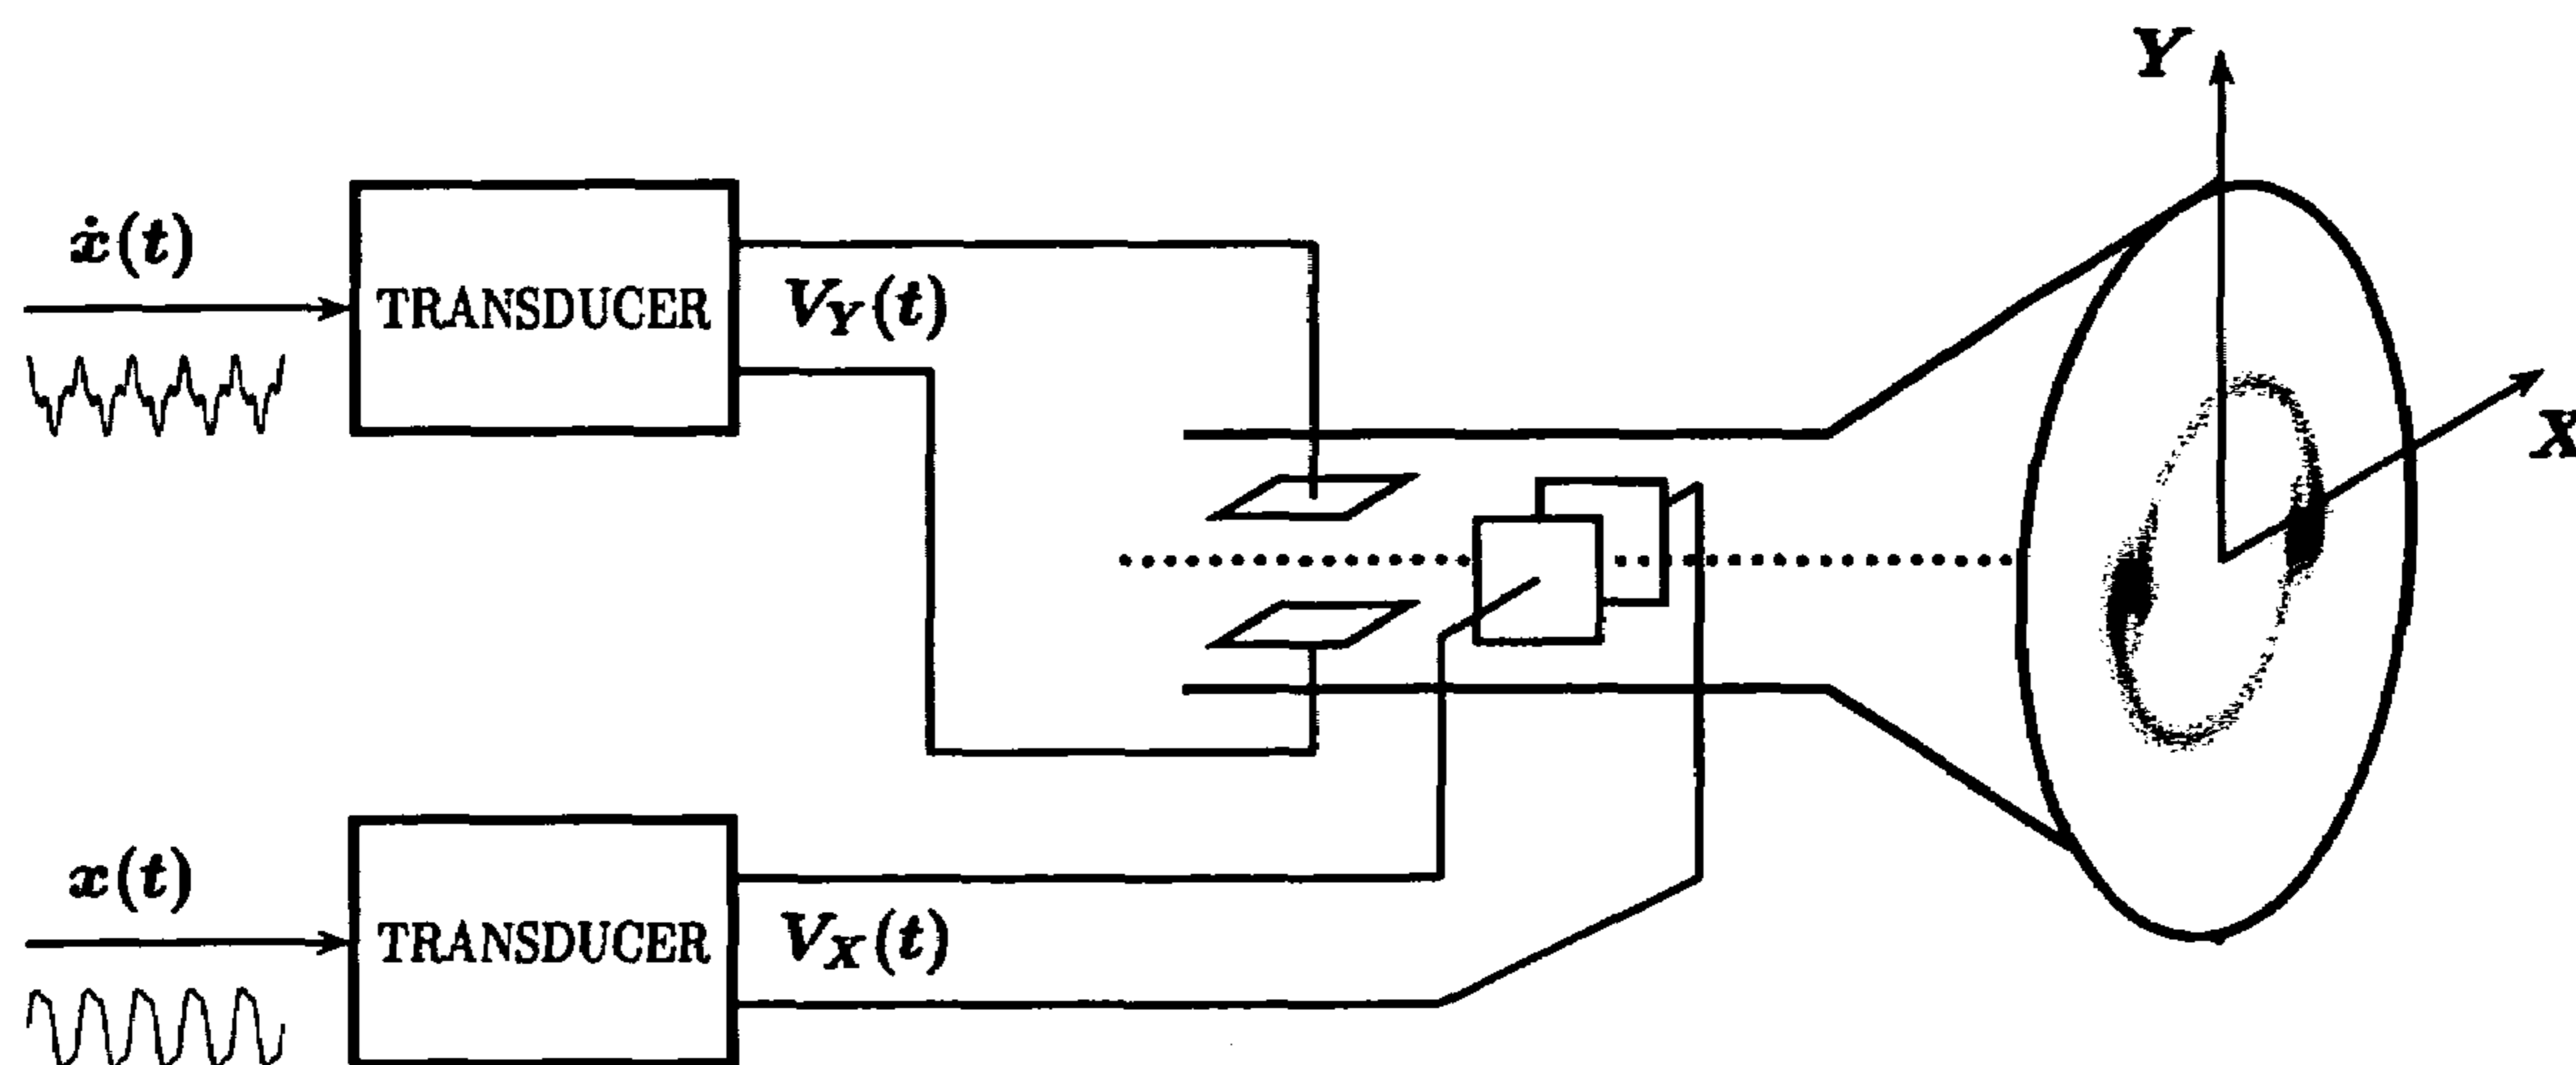 Y
ẋ(t)
TRANSDUCER
V_Y(t)
X
x(t)
TRANSDUCER
V_X(t)